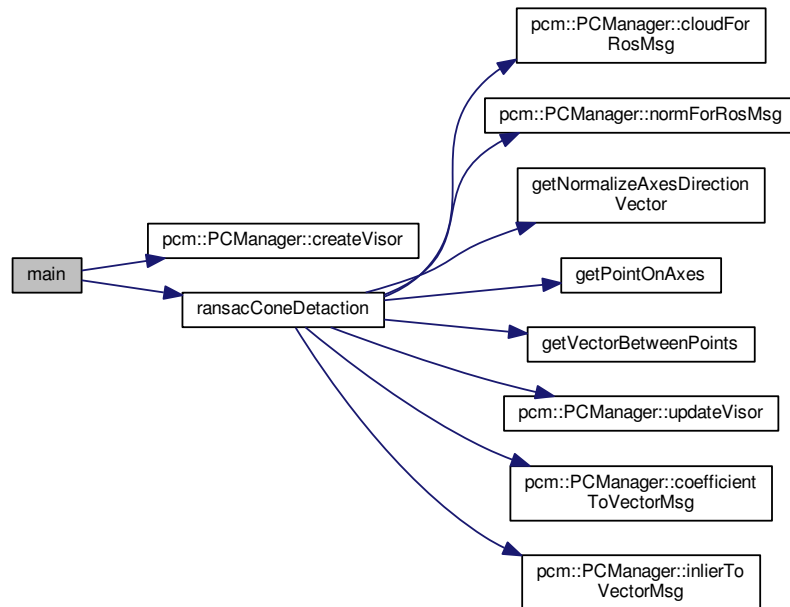 main
pcm::PCManager::createVisor
ransacConeDetaction
pcm::PCManager::cloudFor
RosMsg
pcm::PCManager::normForRosMsg
getNormalizeAxesDirection
Vector
getPointOnAxes
getVectorBetweenPoints
pcm::PCManager::updateVisor
pcm::PCManager::coefficient
ToVectorMsg
pcm::PCManager::inlierTo
VectorMsg